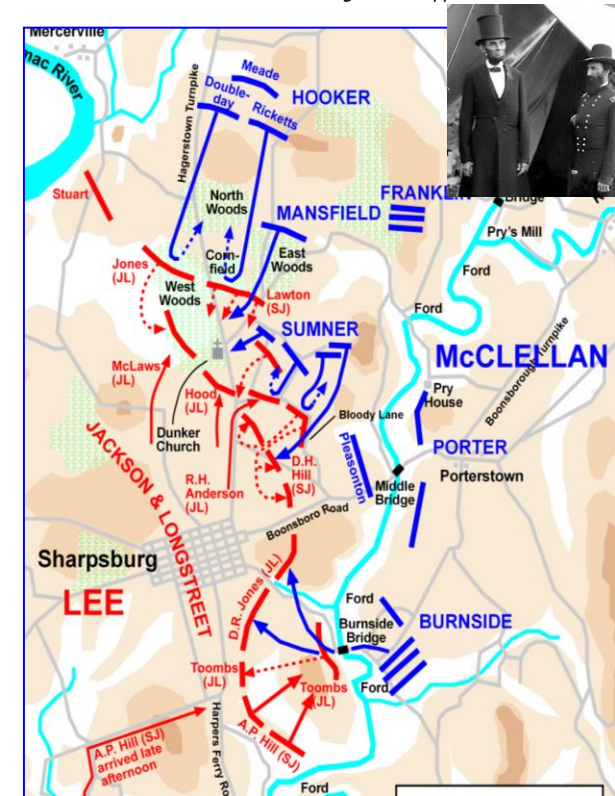 Mercerville
Meade
Double-
day
Ricketts
HOOKER
Hagerstown Turnpike
Stuart
North
Woods
FRANKLIN
MANSFIELD
Bridge
Pry's Mill
Jones
(JL)
Corn-
field
East
Woods
West
Woods
Lawton
(SJ)
Ford
Ford
SUMNER
McCLELLAN
Boonsborough Turnpike
McLaws
(JL)
Hood
(JL)
Pry
House
Dunker
Church
Bloody Lane
PORTER
Pleasonton
JACKSON & LONGSTREET
R.H.
Anderson
(JL)
D.H.
Hill
(SJ)
Middle
Bridge
Porterstown
Boonsboro Road
Sharpsburg
LEE
D.R. Jones (JL)
Ford
BURNSIDE
Burnside
Bridge
Toombs
(JL)
Toombs
(JL)
Ford
A.P. Hill (SJ)
A.P. Hill (SJ)
arrived late
afternoon
Harpers Ferry
Ford